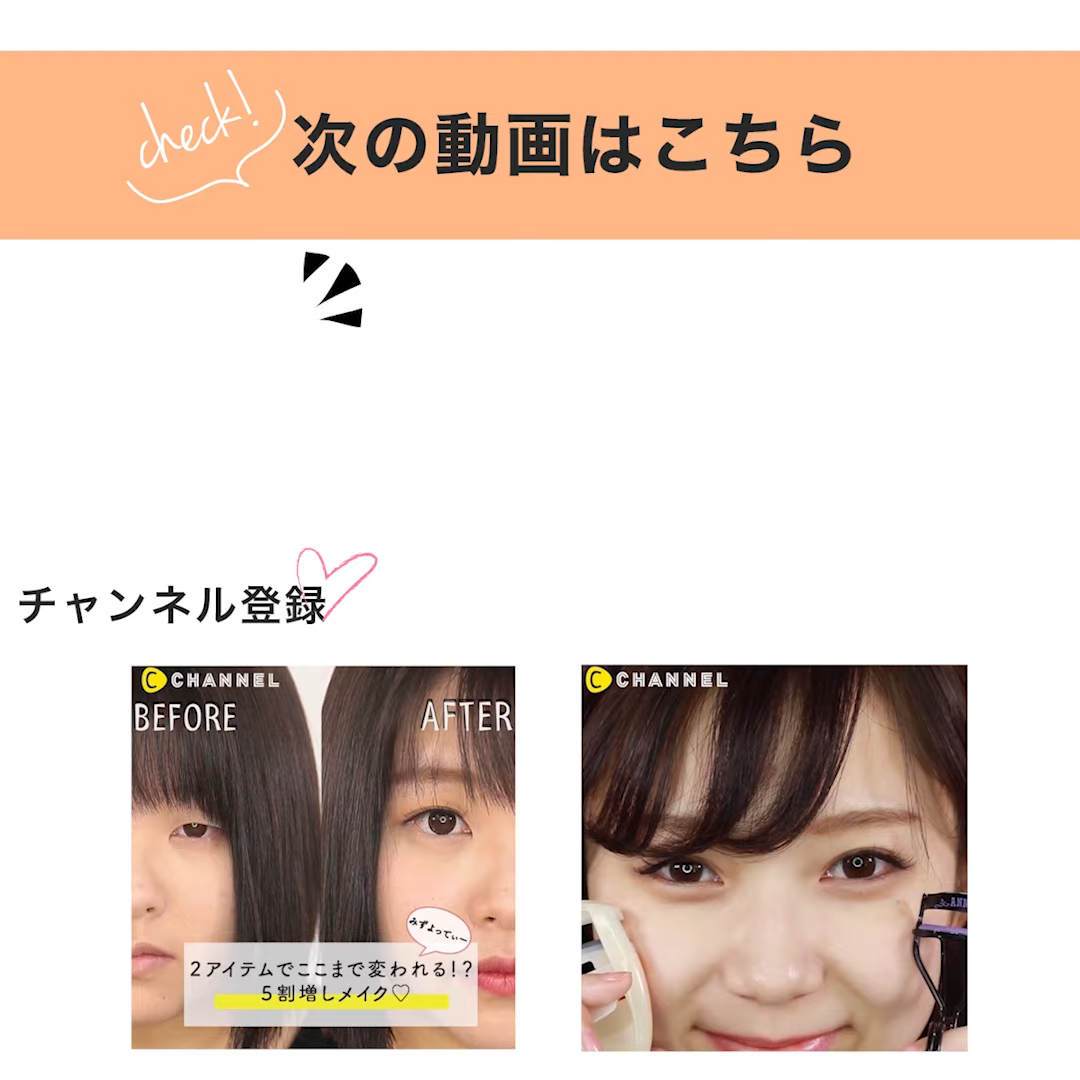 check!
次の動画はこちら
チャンネル登録
C CHANNEL
BEFORE
AFTER
みずよってぃー
2アイテムでここまで変われる!?
5割増しメイク♡
C CHANNEL
ANN